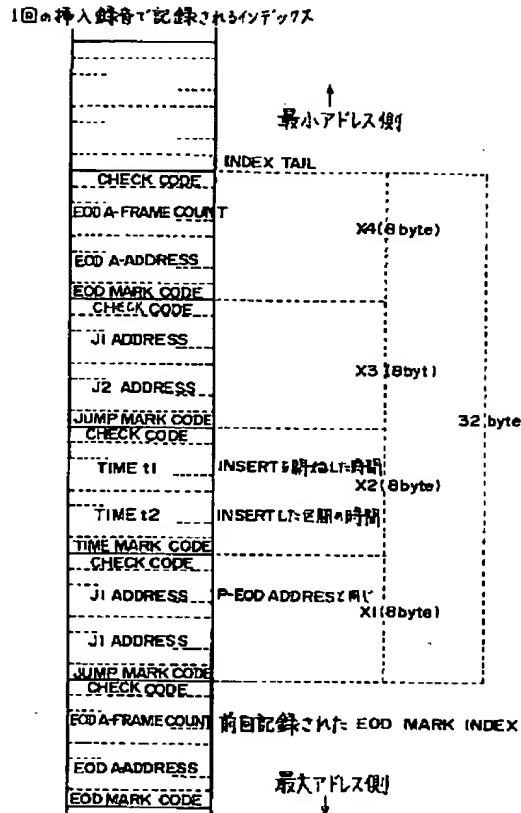 1回の挿入録音で記録されるインデックス
最小アドレス側
INDEX TAIL
CHECK CODE
EOD A-FRAME COUNT
X4(8byte)
EOD A-ADDRESS
EOD MARK CODE
CHECK CODE
J1 ADDRESS
X3(8byt)
J2 ADDRESS
JUMP MARK CODE
32 byte
CHECK CODE
TIME t1 INSERTを開始した時間
X2(8byte)
TIME t2 INSERTした区間の時間
TIME MARK CODE
CHECK CODE
J1 ADDRESS P-EOD ADDRESと同じ
X1(8byte)
J1 ADDRESS
JUMP MARK CODE
CHECK CODE
EOD A-FRAME COUNT 前回記録された EOD MARK INDEX
EOD A-ADDRESS
最大アドレス側
EOD MARK CODE